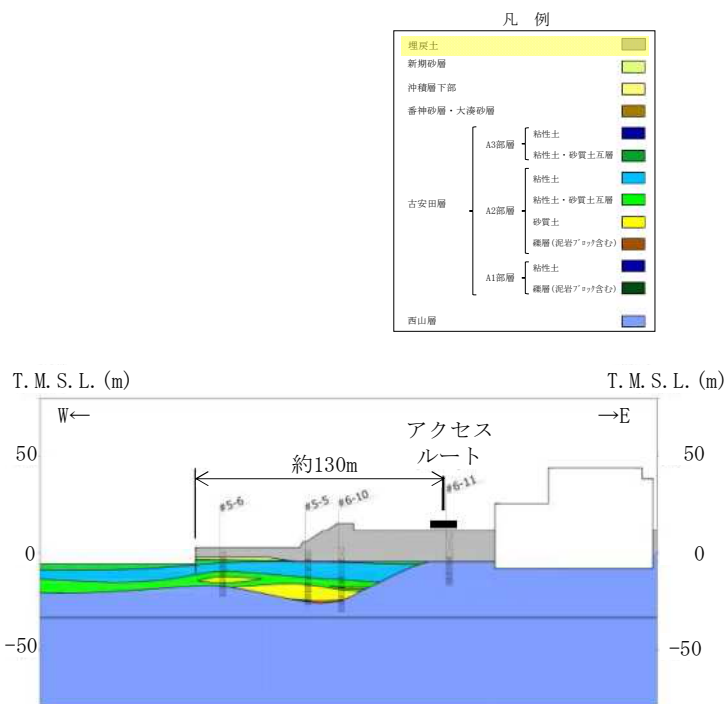 凡 例
埋戻土
新期砂層
沖積層下部
番神砂層・大湊砂層
古安田層
A3部層
粘性土
粘性土・砂質土互層
A2部層
粘性土
粘性土・砂質土互層
砂質土
礫層(泥岩ブロック含む)
A1部層
粘性土
礫層(泥岩ブロック含む)
西山層
T.M.S.L.(m)
T.M.S.L.(m)
W←
→E
アクセス
ルート
約130m
50
50
0
0
-50
-50
#5-6
#5-5
#6-10
#6-11